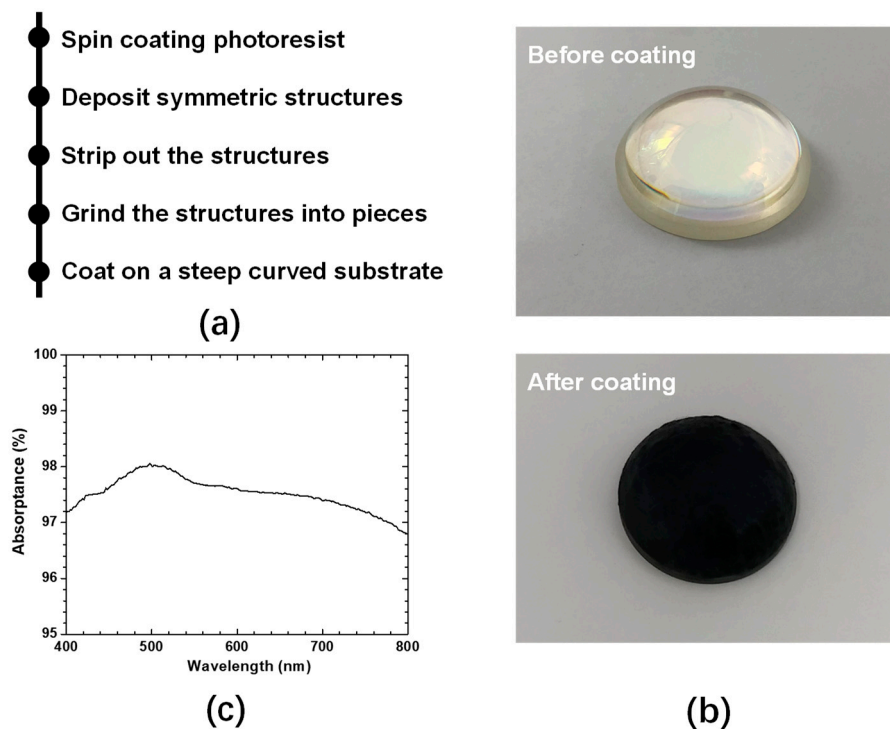 Spin coating photoresist
Deposit symmetric structures
Strip out the structures
Grind the structures into pieces
Coat on a steep curved substrate
(a)
Before coating
After coating
(b)
100
99
98
97
96
95
Absorptance (%)
400
500
600
700
800
Wavelength (nm)
(c)